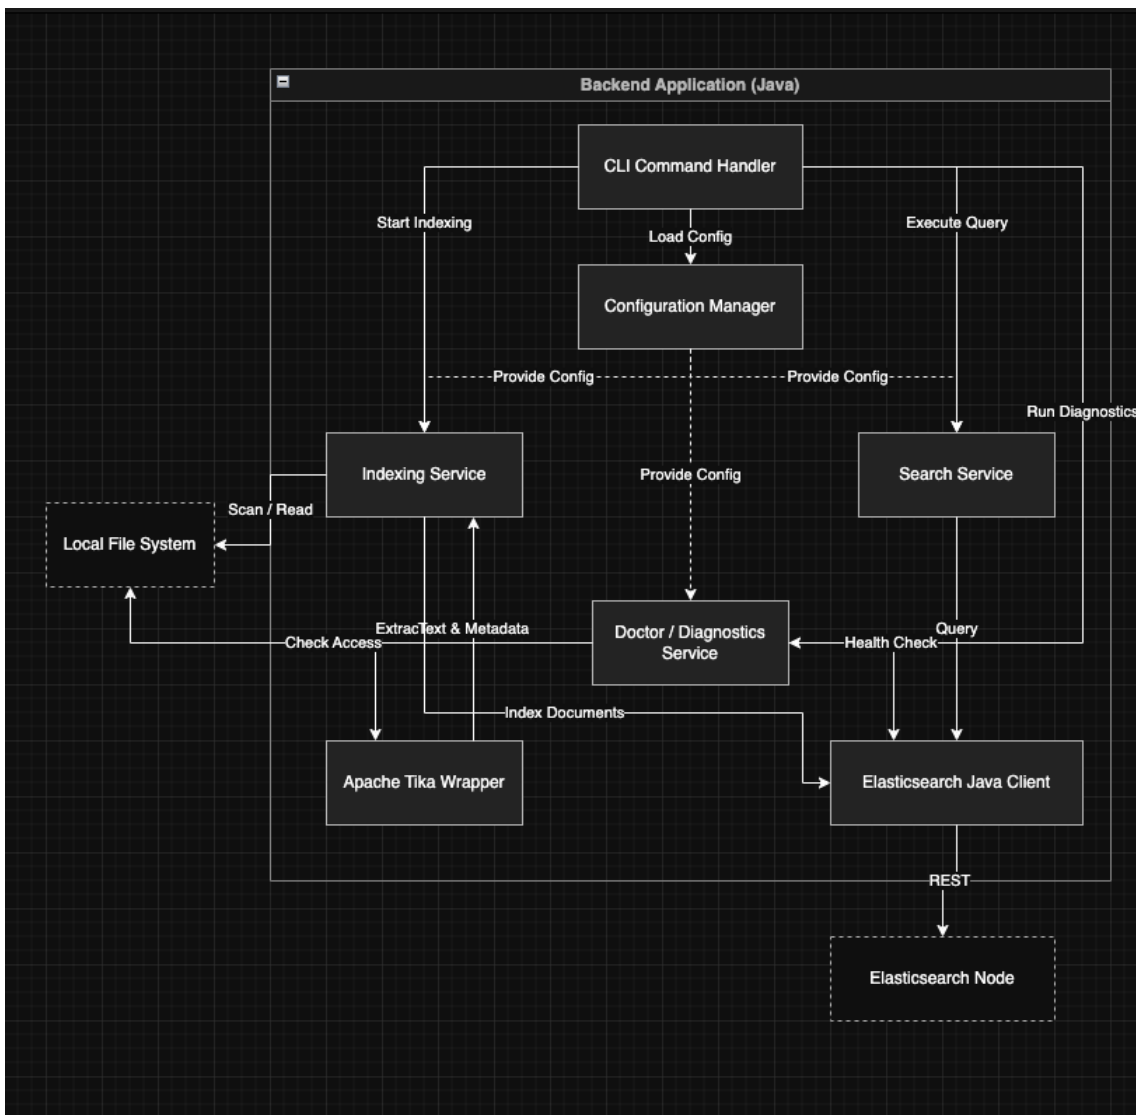 Backend Application (Java)
CLI Command Handler
Start Indexing
Execute Query
Load Config
Configuration Manager
Provide Config
Provide Config
Run Diagnostics
Indexing Service
Provide Config
Search Service
Scan / Read
Local File System
Extract
Text & Metadata
Check Access
Doctor / Diagnostics
Service
Query
Health Check
Index Documents
Apache Tika Wrapper
Elasticsearch Java Client
REST
Elasticsearch Node